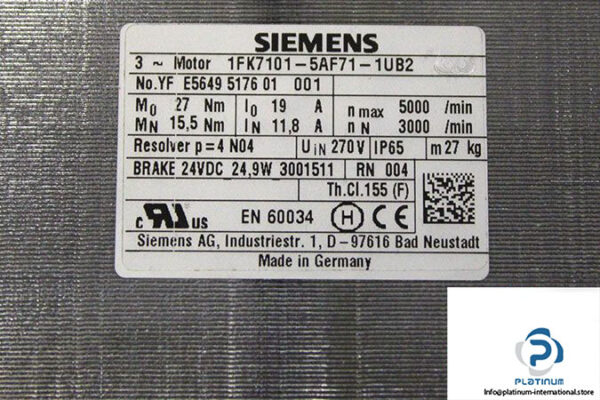 SIEMENS
3 ~ Motor 1FK7101-5AF71-1UB2
No.YF E5649 5176 01 001
M0 27 Nm I0 19 A n max 5000 /min
MN 15,5 Nm IN 11,8 A n N 3000 /min
Resolver p=4 N04 UIN 270 V IP65 m 27 kg
BRAKE 24VDC 24,9W 3001511 RN 004
Th.Cl.155 (F)
c RU us EN 60034 H CE
Siemens AG, Industriestr. 1, D-97616 Bad Neustadt
Made in Germany
PLATINUM
Info@platinum-international.store